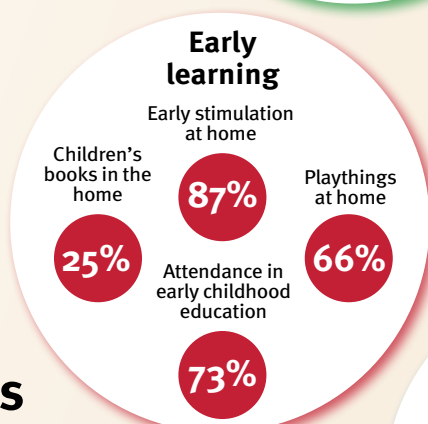 Early
learning
Early stimulation
at home
87%
Children’s
books in the
home
25%
Playthings
at home
66%
Attendance in
early childhood
education
73%
s